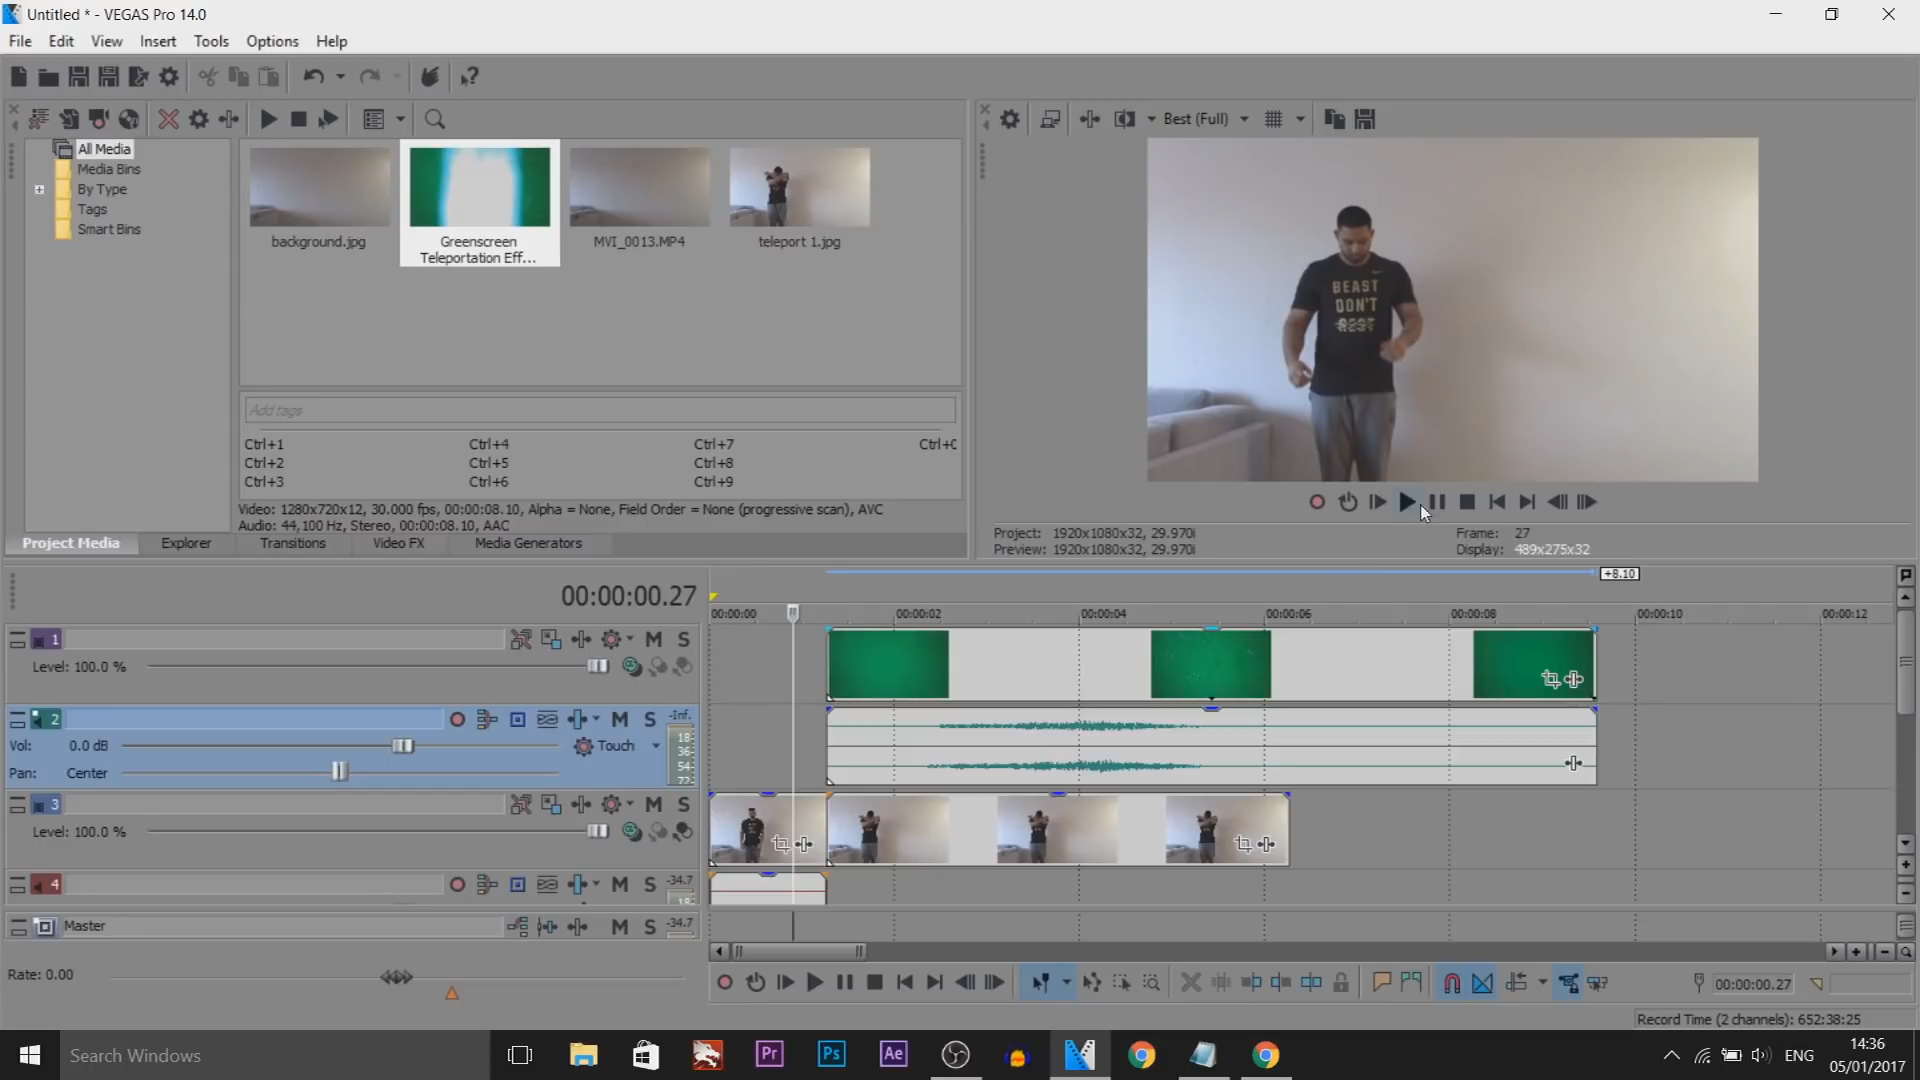 Untitled * - VEGAS Pro 14.0
File Edit View Insert Tools Options Help
Best (Full)
All Media
Media Bins
By Type
Tags
Smart Bins
background.jpg
Greenscreen
Teleportation Eff...
MVI_0013.MP4
teleport 1.jpg
BEAST
DON'T
REST
Add tags
Ctrl+1 Ctrl+4 Ctrl+7 Ctrl+C
Ctrl+2 Ctrl+5 Ctrl+8
Ctrl+3 Ctrl+6 Ctrl+9
Video: 1280x720x12, 30.000 fps, 00:00:08.10, Alpha = None, Field Order = None (progressive scan), AVC
Audio: 44,100 Hz, Stereo, 00:00:08.10, AAC
Project Media Explorer Transitions Video FX Media Generators
Project: 1920x1080x32, 29.970i Frame: 27
Preview: 1920x1080x32, 29.970i Display: 489x275x32
+8.10
00:00:00.27
00:00:00 00:00:02 00:00:04 00:00:06 00:00:08 00:00:10 00:00:12
1 M S
Level: 100.0 %
2 M S -Inf.
Vol: 0.0 dB Touch 18-
36-
54-
Pan: Center 72-
3 M S
Level: 100.0 %
4 M S -34.7
18-
Master M S -34.7
Rate: 0.00
00:00:00.27
Record Time (2 channels): 652:38:25
Search Windows
Pr Ps Ae
ENG
14:36
05/01/2017